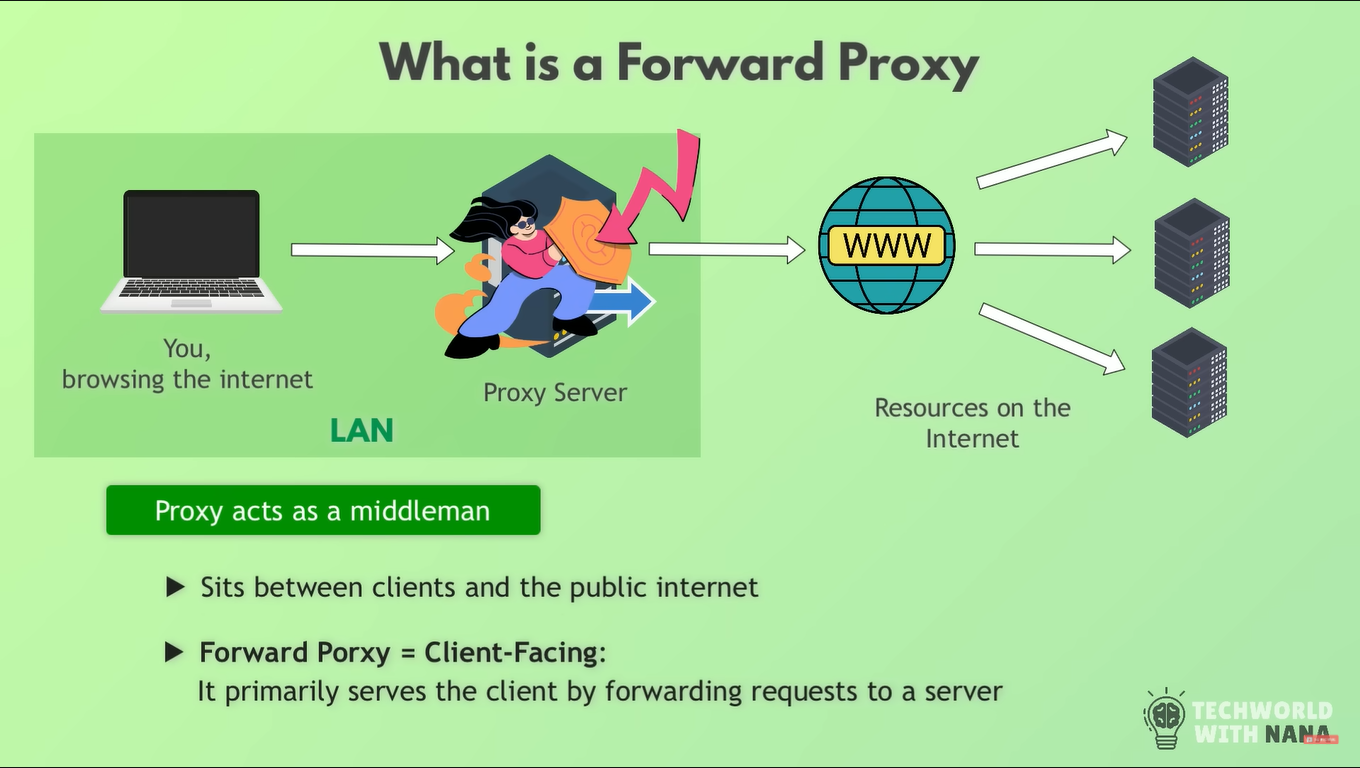 What is a Forward Proxy
WWW
You,
browsing the internet
Proxy Server
LAN
Resources on the
Internet
Proxy acts as a middleman
▶ Sits between clients and the public internet
▶ Forward Porxy = Client-Facing:
It primarily serves the client by forwarding requests to a server
TECHWORLD
WITH NANA